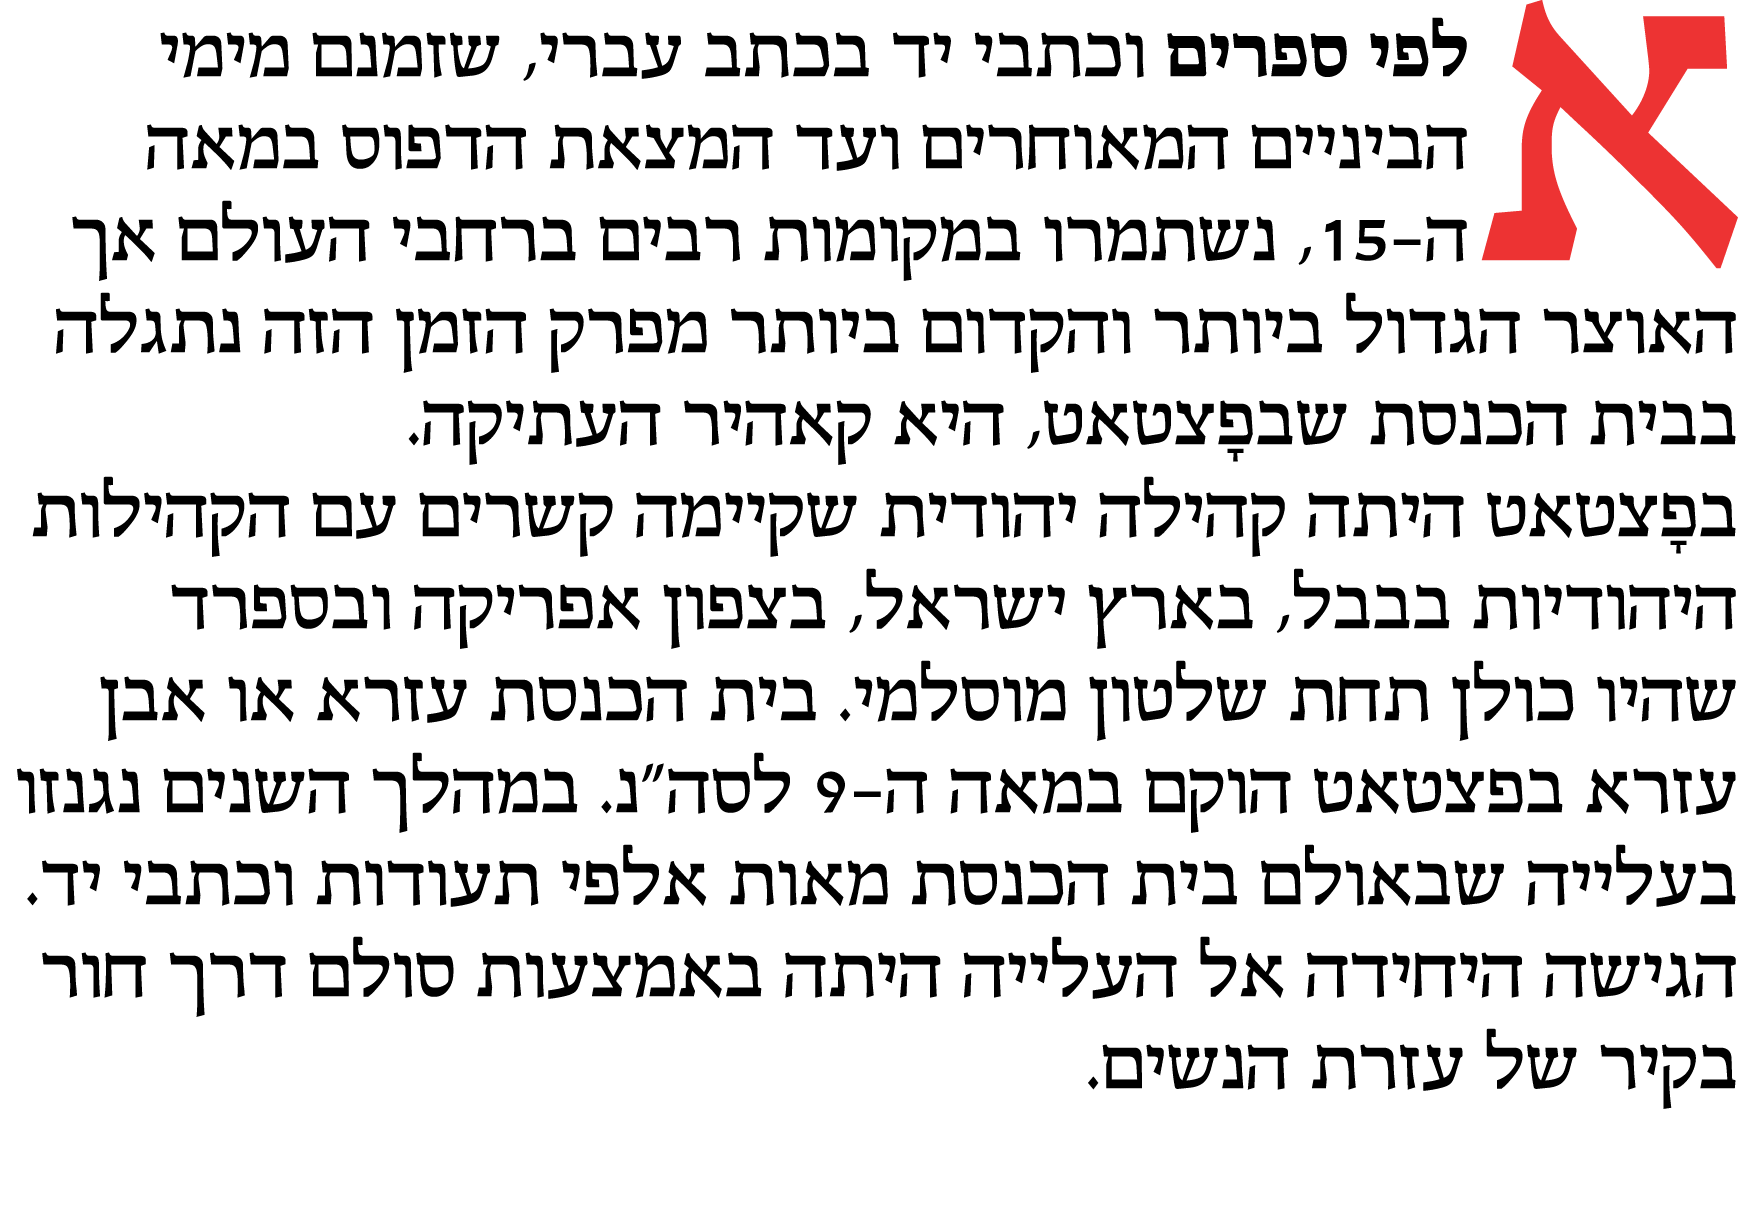 אלפי ספרים וכתבי יד בכתב עברי, שזמנם מימי
הביניים המאוחרים ועד המצאת הדפוס במאה
ה-15, נשתמרו במקומות רבים ברחבי העולם אך
האוצר הגדול ביותר והקדום ביותר מפרק הזמן הזה נתגלה
בבית הכנסת שבפָצטאט, היא קאהיר העתיקה.
בפָצטאט היתה קהילה יהודית שקיימה קשרים עם הקהילות
היהודיות בבבל, בארץ ישראל, בצפון אפריקה ובספרד
שהיו כולן תחת שלטון מוסלמי. בית הכנסת עזרא או אבן
עזרא בפצטאט הוקם במאה ה-9 לסה״נ. במהלך השנים נגנזו
בעלייה שבאולם בית הכנסת מאות אלפי תעודות וכתבי יד.
הגישה היחידה אל העלייה היתה באמצעות סולם דרך חור
בקיר של עזרת הנשים.